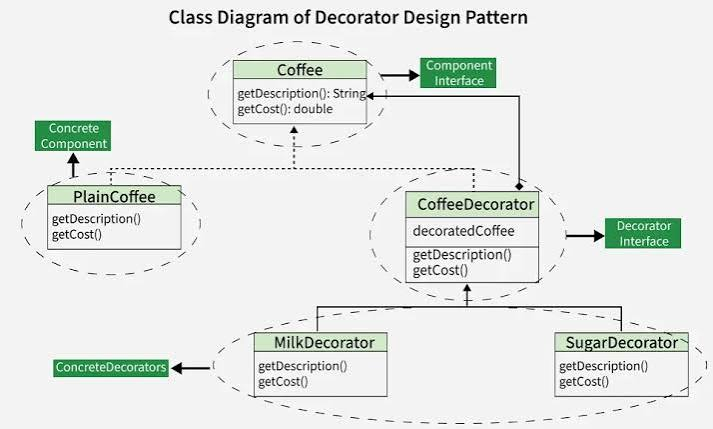 Class Diagram of Decorator Design Pattern
Coffee
getDescription(): String
getCost(): double
Component
Interface
Concrete
Component
PlainCoffee
getDescription()
getCost()
CoffeeDecorator
decoratedCoffee
getDescription()
getCost()
Decorator
Interface
MilkDecorator
getDescription()
getCost()
SugarDecorator
getDescription()
getCost()
ConcreteDecorators